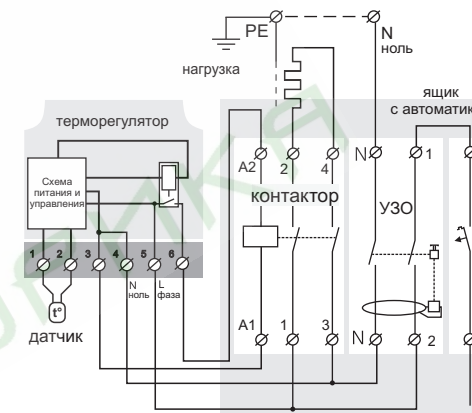 PE
N
ноль
нагрузка
ящик
с автоматик
терморегулятор
Схема
питания и
управления
A2
2
4
N
1
контактор
УЗО
1
2
3
4
5
6
N
ноль
L
фаза
t°
датчик
A1
1
3
N
2